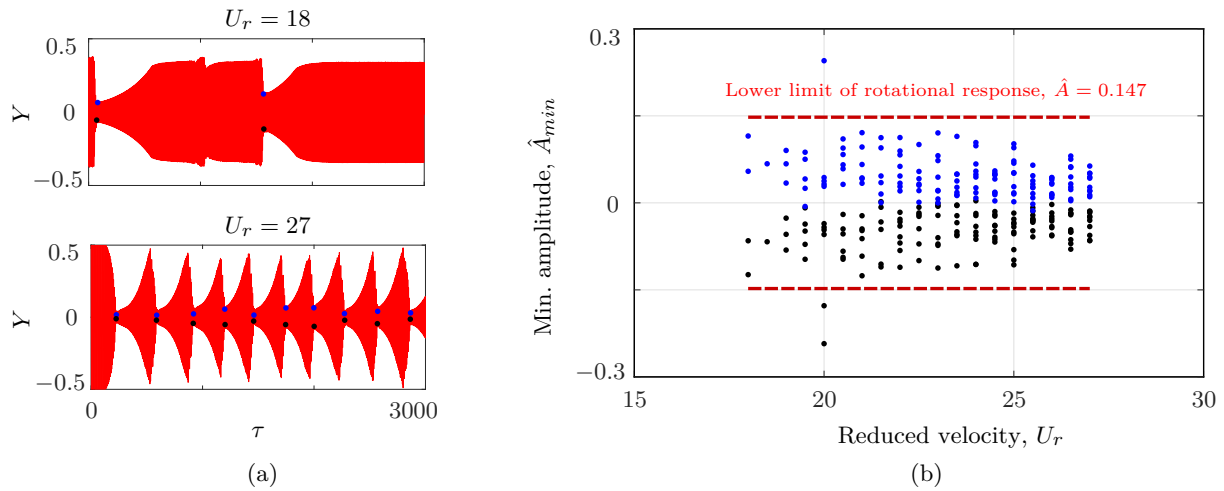 U_r = 18
0.5
0
−0.5
Y
U_r = 27
0.5
0
−0.5
Y
0
3000
τ
(a)
0.3
0
−0.3
Min. amplitude, Â_min
Lower limit of rotational response, Â = 0.147
15
20
25
30
Reduced velocity, U_r
(b)